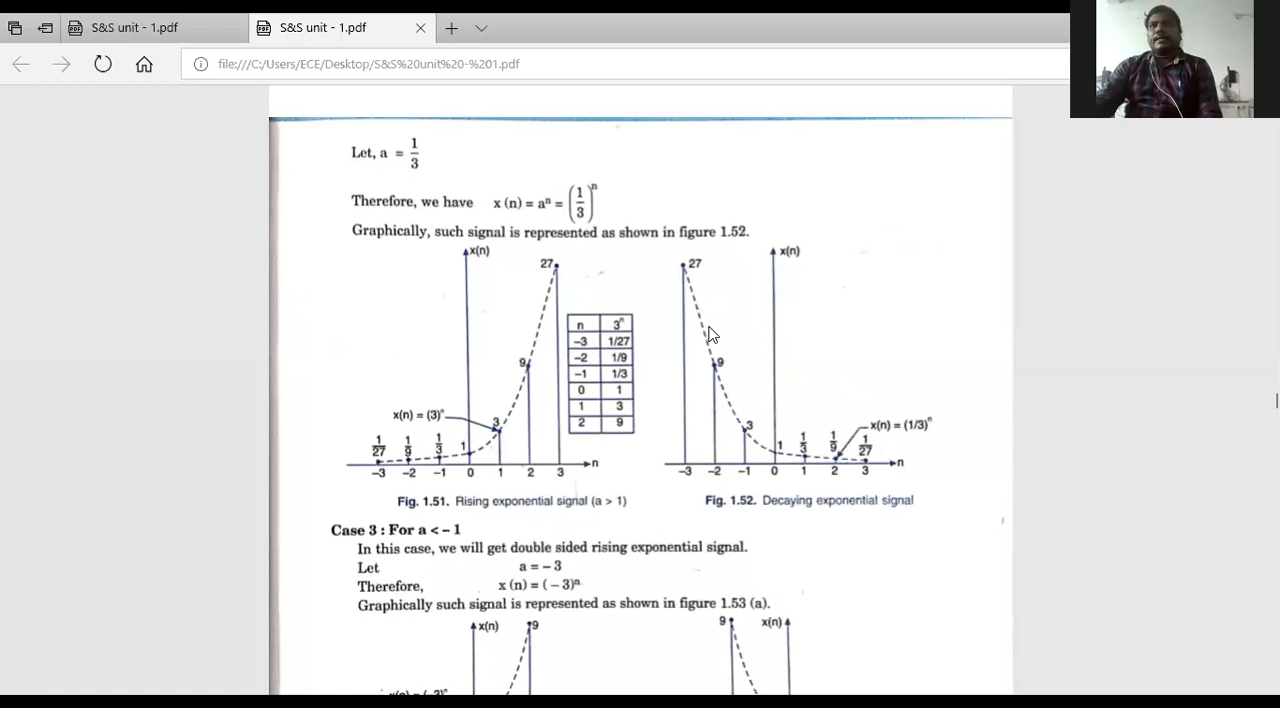 S&S unit - 1.pdf
S&S unit - 1.pdf
file:///C:/Users/ECE/Desktop/S&S%20unit%20-%201.pdf
Let, a = 1/3
Therefore, we have x (n) = aⁿ = (1/3)ⁿ
Graphically, such signal is represented as shown in figure 1.52.
x(n)
27
9
3
1
1/3
1/9
1/27
x(n) = (3)ⁿ
-3 -2 -1 0 1 2 3 n
n 3ⁿ
-3 1/27
-2 1/9
-1 1/3
0 1
1 3
2 9
x(n)
27
9
3
1
1/3
1/9
1/27
x(n) = (1/3)ⁿ
-3 -2 -1 0 1 2 3 n
Fig. 1.51. Rising exponential signal (a > 1)
Fig. 1.52. Decaying exponential signal
Case 3 : For a < - 1
In this case, we will get double sided rising exponential signal.
Let a = - 3
Therefore, x (n) = ( - 3)ⁿ
Graphically such signal is represented as shown in figure 1.53 (a).
x(n) 9
9 x(n)